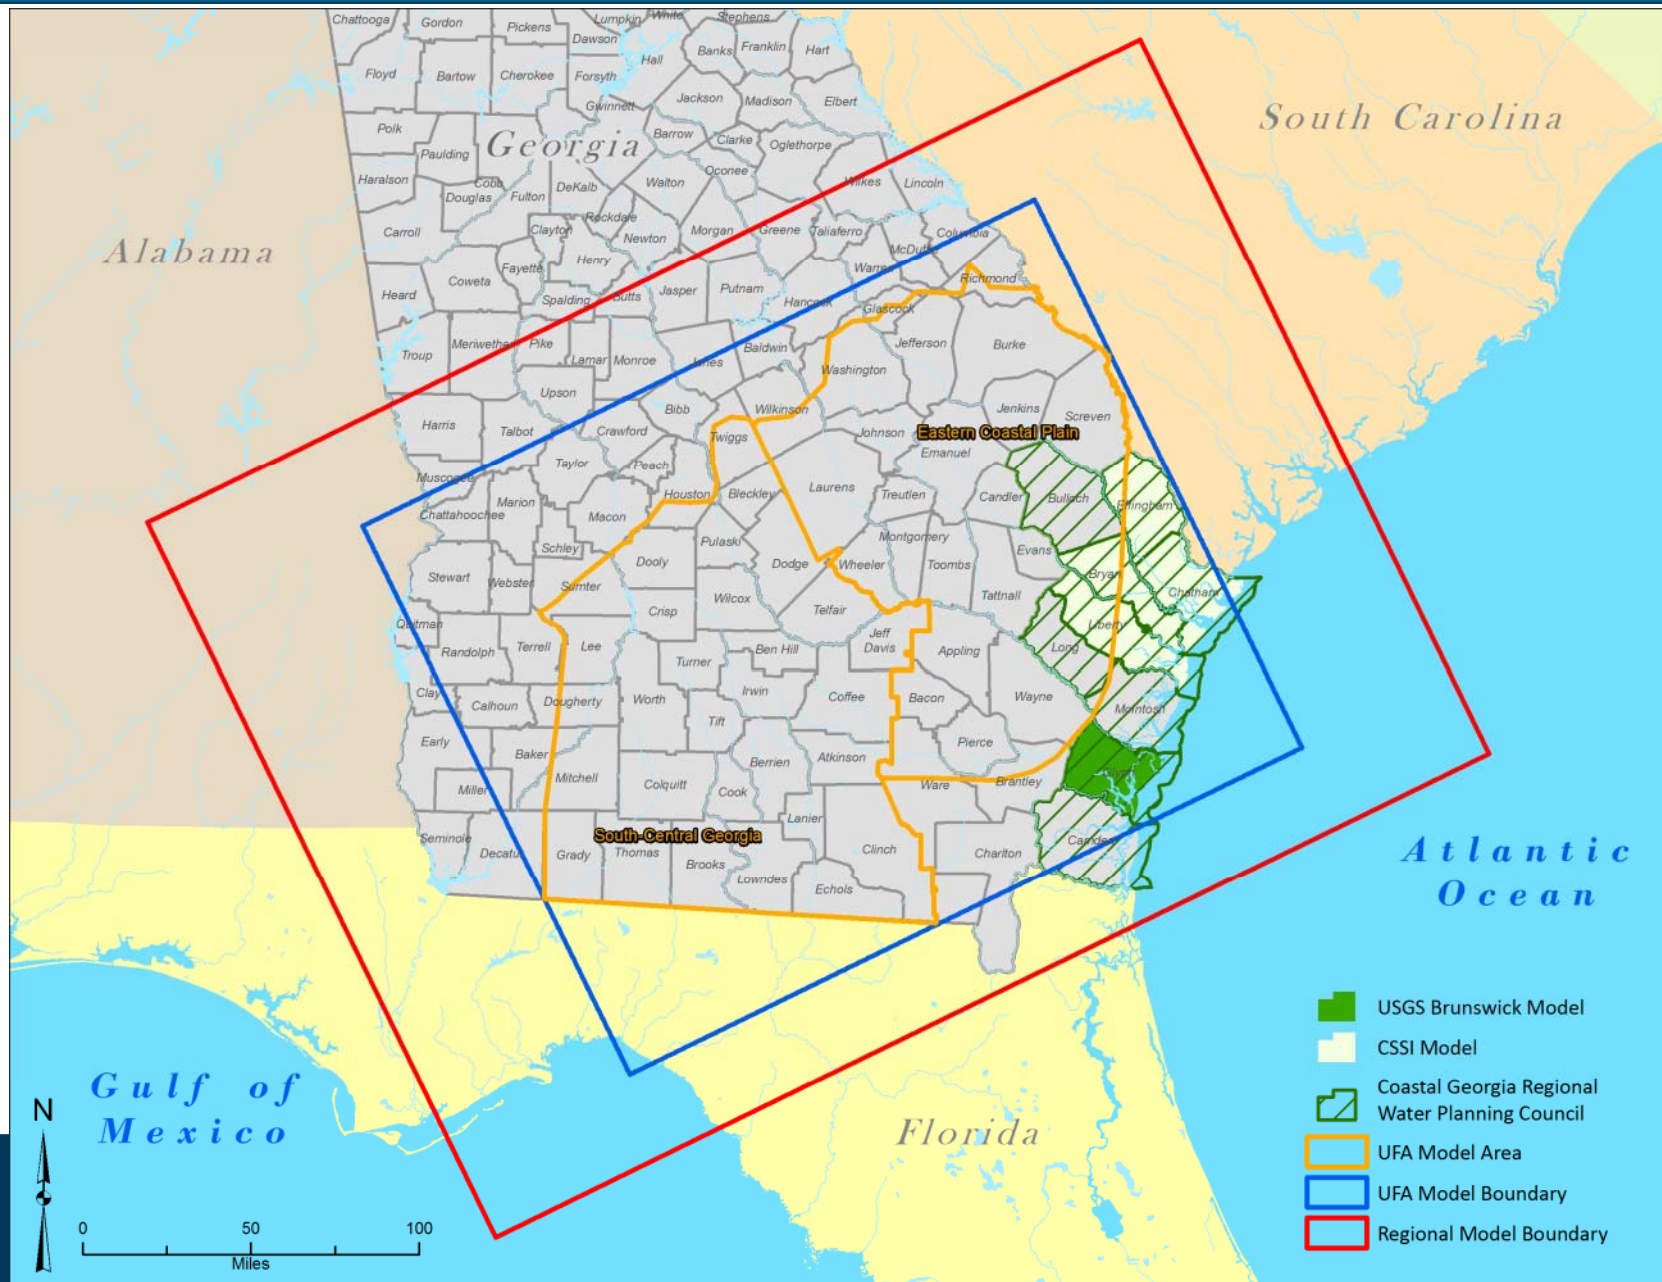 Chattooga
Gordon
Pickens
Lumpkin
White
Stephens
Dawson
Hall
Banks
Franklin
Hart
Floyd
Bartow
Cherokee
Forsyth
Gwinnett
Jackson
Madison
Elbert
South Carolina
Polk
Paulding
Georgia
Barrow
Clarke
Oglethorpe
Haralson
Cobb
Douglas
Fulton
DeKalb
Walton
Oconee
Wilkes
Lincoln
Carroll
Clayton
Rockdale
Newton
Morgan
Greene
Taliaferro
McDuffie
Columbia
Alabama
Coweta
Fayette
Henry
Warren
Richmond
Heard
Spalding
Butts
Jasper
Putnam
Hancock
Glascock
Troup
Meriwether
Pike
Lamar
Monroe
Jones
Baldwin
Jefferson
Burke
Washington
Upson
Bibb
Wilkinson
Jenkins
Screven
Harris
Talbot
Crawford
Twiggs
Johnson
Eastern Coastal Plain
Emanuel
Muscogee
Taylor
Peach
Houston
Bleckley
Laurens
Treutlen
Candler
Bulloch
Effingham
Marion
Chattahoochee
Macon
Schley
Pulaski
Montgomery
Evans
Stewart
Webster
Sumter
Dooly
Dodge
Wheeler
Toombs
Bryan
Chatham
Tattnall
Crisp
Wilcox
Telfair
Quitman
Liberty
Randolph
Terrell
Lee
Turner
Ben Hill
Jeff
Davis
Appling
Long
Clay
Calhoun
Dougherty
Worth
Irwin
Coffee
Bacon
Wayne
McIntosh
Tift
Early
Baker
Mitchell
Berrien
Atkinson
Pierce
Miller
Colquitt
Cook
Ware
Brantley
Lanier
Seminole
Decatur
Grady
South-Central Georgia
Thomas
Brooks
Lowndes
Echols
Clinch
Charlton
Camden
Atlantic
Ocean
Gulf of
Mexico
Florida
N
0 50 100
Miles
USGS Brunswick Model
CSSI Model
Coastal Georgia Regional
Water Planning Council
UFA Model Area
UFA Model Boundary
Regional Model Boundary